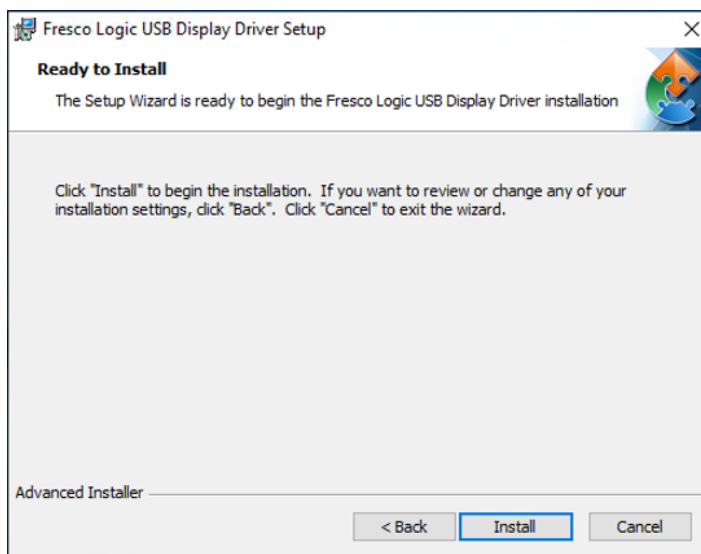 Fresco Logic USB Display Driver Setup
Ready to Install
The Setup Wizard is ready to begin the Fresco Logic USB Display Driver installation
Click "Install" to begin the installation.  If you want to review or change any of your
installation settings, click "Back".  Click "Cancel" to exit the wizard.
Advanced Installer
< Back
Install
Cancel